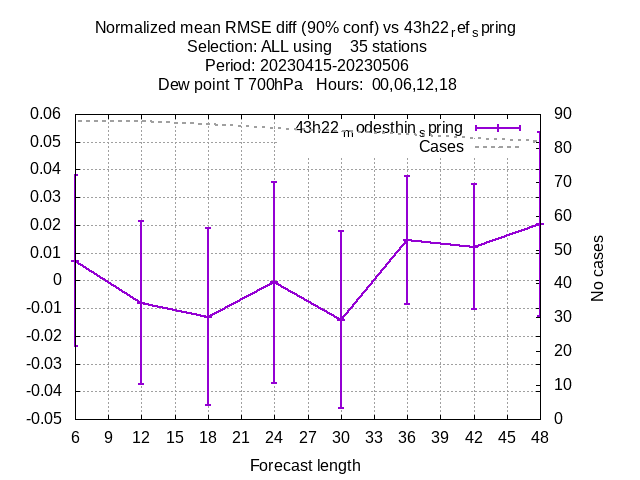 Normalized mean RMSE diff (90% conf) vs 43h22ref spring
Selection: ALL using 35 stations
Period: 20230415-20230506
Dew point T 700hPa Hours: 00,06,12,18
43h22modesthinspring
Cases
0.06
0.05
0.04
0.03
0.02
0.01
0
-0.01
-0.02
-0.03
-0.04
-0.05
90
80
70
60
50
40
30
20
10
0
No cases
6 9 12 15 18 21 24 27 30 33 36 39 42 45 48
Forecast length